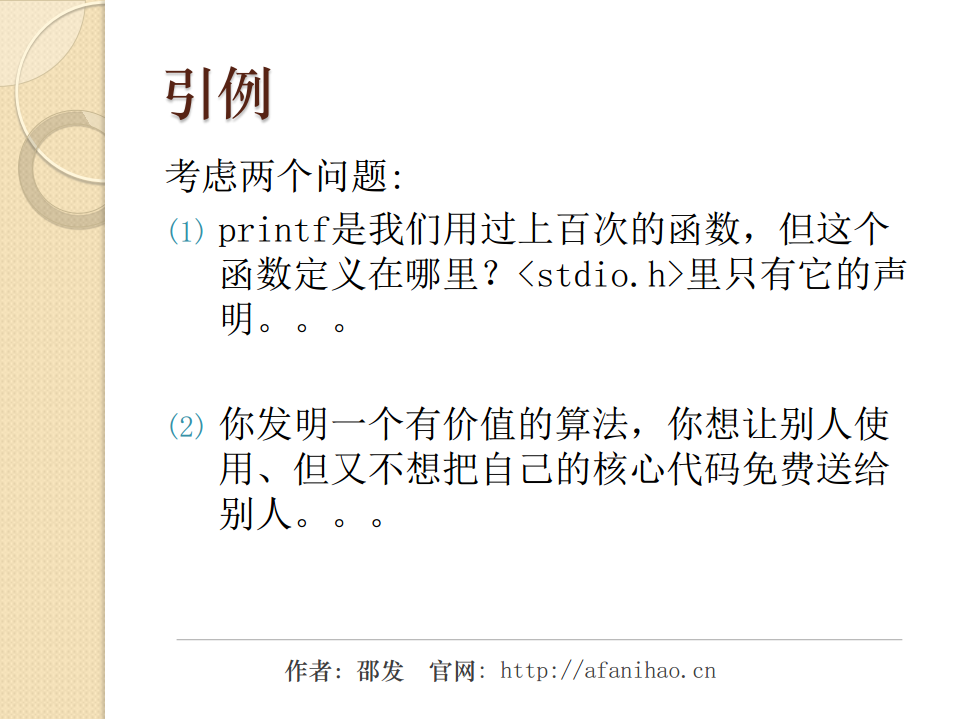 引例
考虑两个问题:
(1) printf是我们用过上百次的函数，但这个
函数定义在哪里？<stdio.h>里只有它的声
明。。。
(2) 你发明一个有价值的算法，你想让别人使
用、但又不想把自己的核心代码免费送给
别人。。。
作者：邵发 官网：http://afanihao.cn